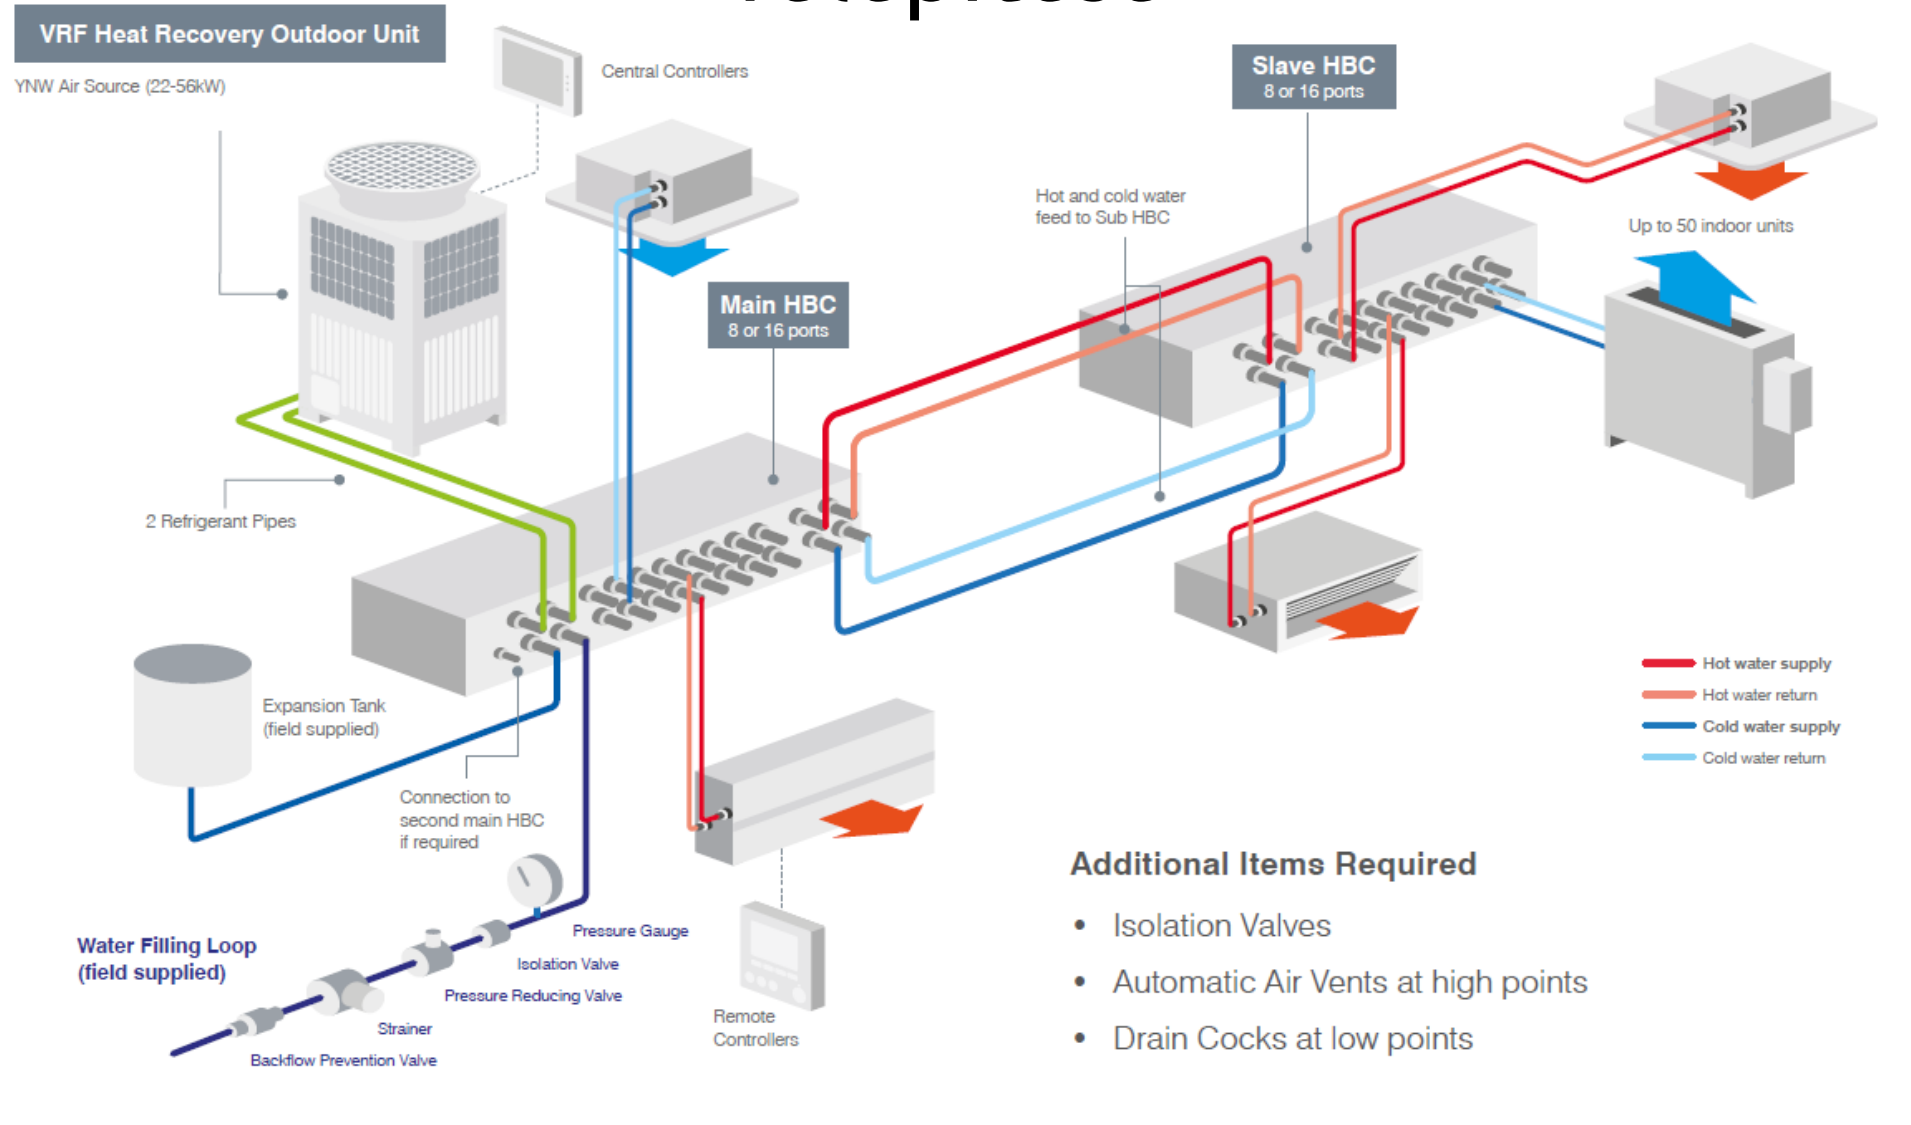 VRF Heat Recovery Outdoor Unit
YNW Air Source (22-56kW)
Central Controllers
Slave HBC
8 or 16 ports
Hot and cold water
feed to Sub HBC
Up to 50 indoor units
Main HBC
8 or 16 ports
2 Refrigerant Pipes
Expansion Tank
(field supplied)
Connection to
second main HBC
if required
Hot water supply
Hot water return
Cold water supply
Cold water return
Water Filling Loop
(field supplied)
Pressure Gauge
Isolation Valve
Pressure Reducing Valve
Strainer
Backflow Prevention Valve
Remote
Controllers
Additional Items Required
• Isolation Valves
• Automatic Air Vents at high points
• Drain Cocks at low points